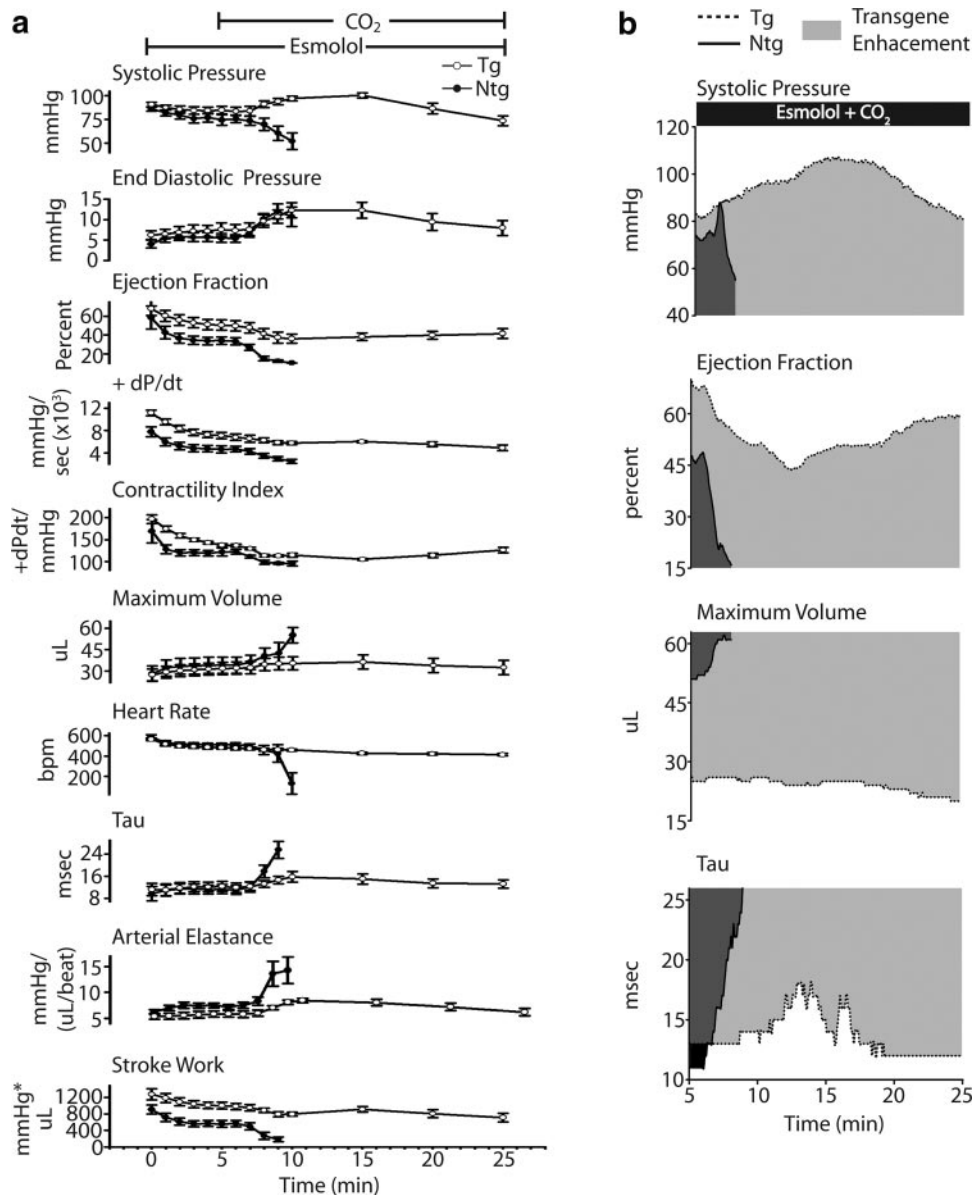 a
CO2
Esmolol
Systolic Pressure
Tg
Ntg
100
75
50
mmHg
End Diastolic Pressure
15
10
5
0
mmHg
Ejection Fraction
60
40
20
Percent
+ dP/dt
12
8
4
mmHg/
sec (x10³)
Contractility Index
200
150
100
+dPdt/
mmHg
Maximum Volume
60
45
30
uL
Heart Rate
600
400
200
bpm
Tau
24
16
8
msec
Arterial Elastance
15
10
5
mmHg/
(uL/beat)
Stroke Work
1200
8000
400
0
mmHg*
uL
0 5 10 15 20 25
Time (min)
b
Tg
Ntg
Transgene
Enhacement
Systolic Pressure
Esmolol + CO2
120
100
80
60
40
mmHg
Ejection Fraction
60
45
30
15
percent
Maximum Volume
60
45
30
15
uL
Tau
25
20
15
10
msec
5 10 15 20 25
Time (min)